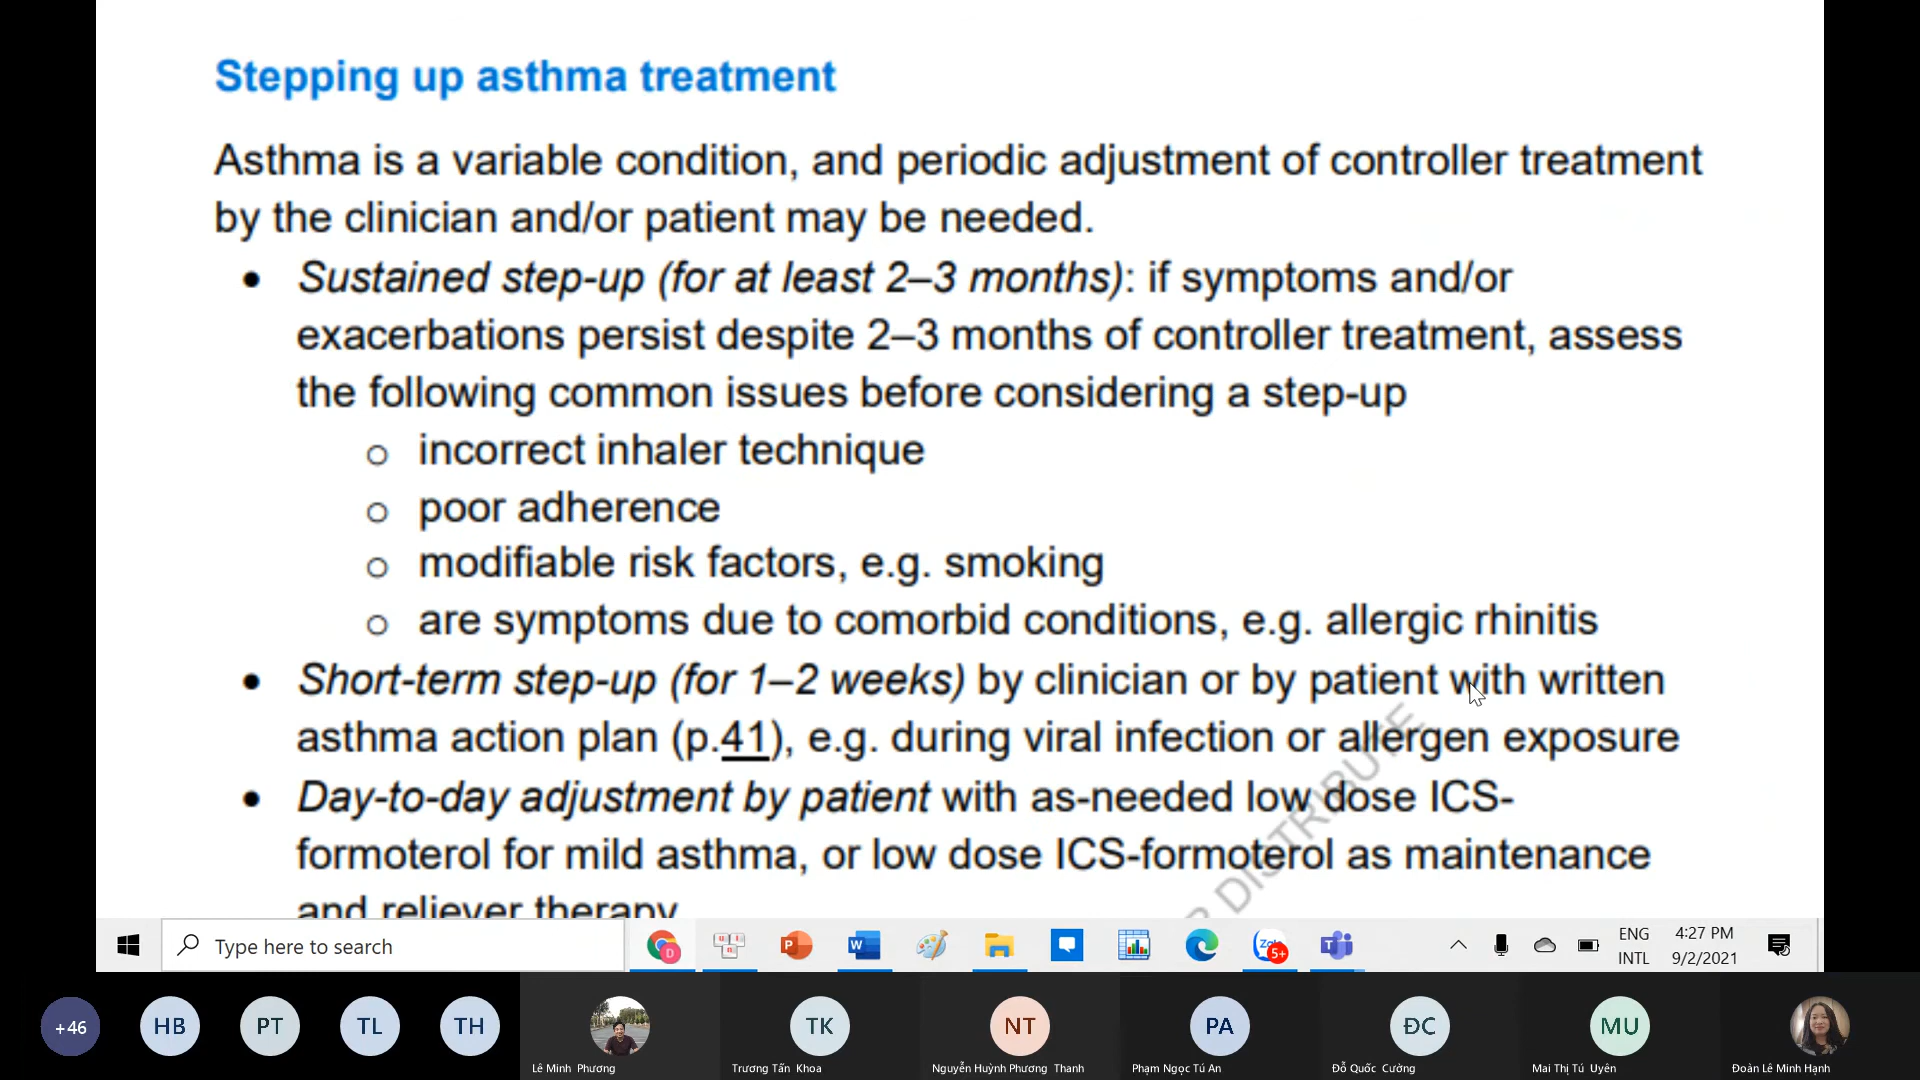 Stepping up asthma treatment
Asthma is a variable condition, and periodic adjustment of controller treatment
by the clinician and/or patient may be needed.
• Sustained step-up (for at least 2–3 months): if symptoms and/or
exacerbations persist despite 2–3 months of controller treatment, assess
the following common issues before considering a step-up
o incorrect inhaler technique
o poor adherence
o modifiable risk factors, e.g. smoking
o are symptoms due to comorbid conditions, e.g. allergic rhinitis
• Short-term step-up (for 1–2 weeks) by clinician or by patient with written
asthma action plan (p.41), e.g. during viral infection or allergen exposure
• Day-to-day adjustment by patient with as-needed low dose ICS-
formoterol for mild asthma, or low dose ICS-formoterol as maintenance
and reliever therapy
R DISTRIBUTE
Type here to search
D
P
W
Zalo
5+
T
ENG
INTL
4:27 PM
9/2/2021
+46
HB
PT
TL
TH
TK
NT
PA
ĐC
MU
Lê Minh Phương
Trương Tấn Khoa
Nguyễn Huỳnh Phương Thanh
Phạm Ngọc Tú An
Đỗ Quốc Cường
Mai Thị Tú Uyên
Đoàn Lê Minh Hạnh